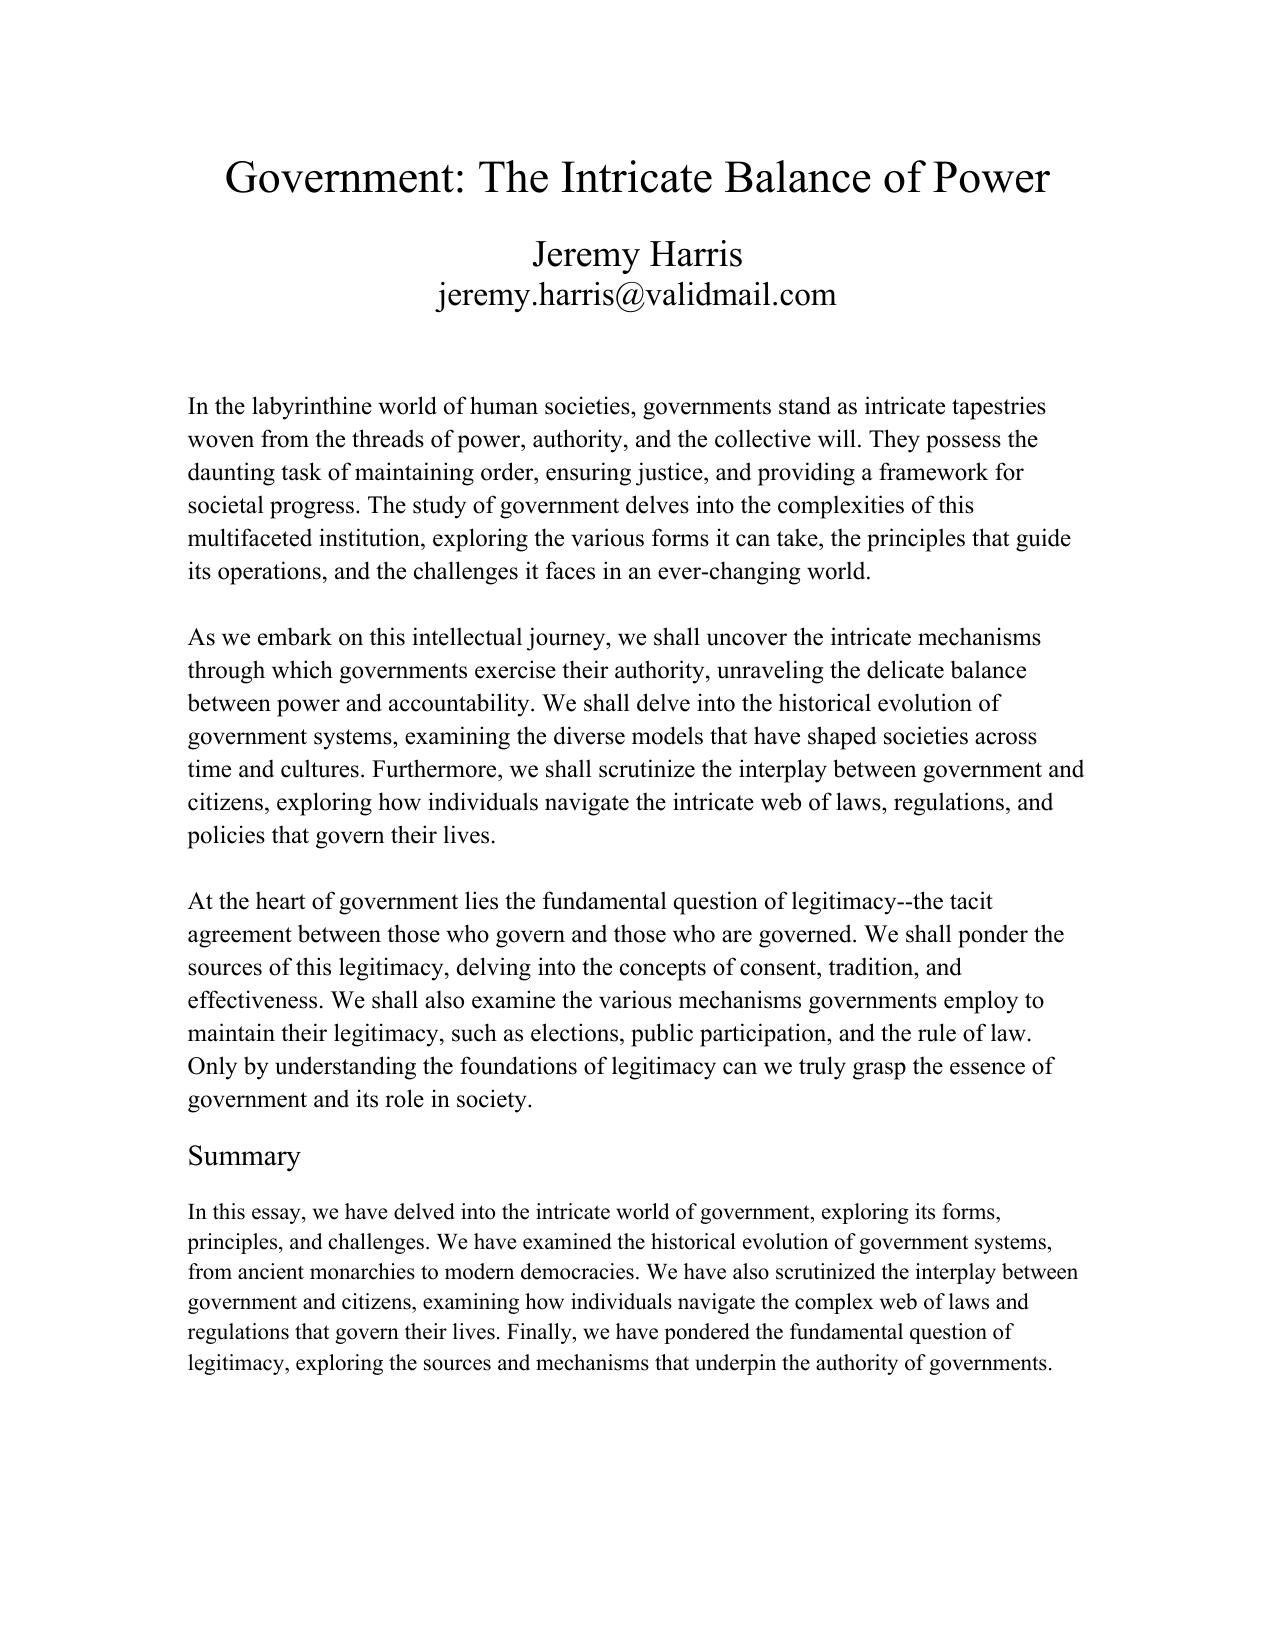 Government: The Intricate Balance of Power
Jeremy Harris
jeremy.harris@validmail.com
In the labyrinthine world of human societies, governments stand as intricate tapestries
woven from the threads of power, authority, and the collective will. They possess the
daunting task of maintaining order, ensuring justice, and providing a framework for
societal progress. The study of government delves into the complexities of this
multifaceted institution, exploring the various forms it can take, the principles that guide
its operations, and the challenges it faces in an ever-changing world.
As we embark on this intellectual journey, we shall uncover the intricate mechanisms
through which governments exercise their authority, unraveling the delicate balance
between power and accountability. We shall delve into the historical evolution of
government systems, examining the diverse models that have shaped societies across
time and cultures. Furthermore, we shall scrutinize the interplay between government and
citizens, exploring how individuals navigate the intricate web of laws, regulations, and
policies that govern their lives.
At the heart of government lies the fundamental question of legitimacy--the tacit
agreement between those who govern and those who are governed. We shall ponder the
sources of this legitimacy, delving into the concepts of consent, tradition, and
effectiveness. We shall also examine the various mechanisms governments employ to
maintain their legitimacy, such as elections, public participation, and the rule of law.
Only by understanding the foundations of legitimacy can we truly grasp the essence of
government and its role in society.
Summary
In this essay, we have delved into the intricate world of government, exploring its forms,
principles, and challenges. We have examined the historical evolution of government systems,
from ancient monarchies to modern democracies. We have also scrutinized the interplay between
government and citizens, examining how individuals navigate the complex web of laws and
regulations that govern their lives. Finally, we have pondered the fundamental question of
legitimacy, exploring the sources and mechanisms that underpin the authority of governments.